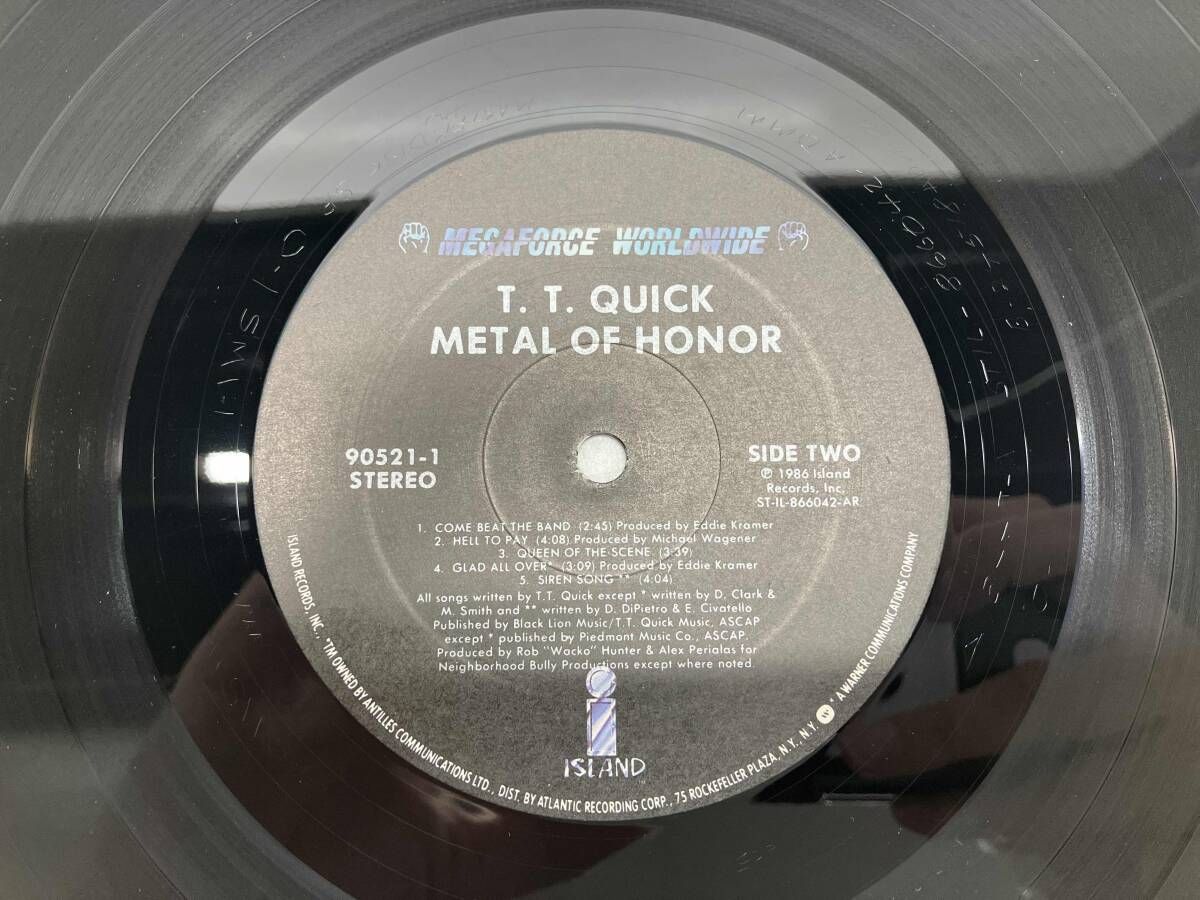 MEGAFORCE WORLDWIDE
T. T. QUICK
METAL OF HONOR
90521-1
STEREO
SIDE TWO
℗ 1986 Island
Records, Inc.
ST-IL-866042-AR
1. COME BEAT THE BAND (2:45) Produced by Eddie Kramer
2. HELL TO PAY (4:08) Produced by Michael Wagener
3. QUEEN OF THE SCENE (3:39)
4. GLAD ALL OVER* (3:09) Produced by Eddie Kramer
5. SIREN SONG ** (4:04)
All songs written by T.T. Quick except * written by D. Clark &
M. Smith and ** written by D. DiPietro & E. Civatello
Published by Black Lion Music/T.T. Quick Music, ASCAP
except * published by Piedmont Music Co., ASCAP.
Produced by Rob "Wacko" Hunter & Alex Perialas for
Neighborhood Bully Productions except where noted.
i
ISLAND
ISLAND RECORDS, INC., *TM OWNED BY ANTILLES COMMUNICATIONS LTD., DIST. BY ATLANTIC RECORDING CORP., 75 ROCKEFELLER PLAZA, N.Y., N.Y. * A WARNER COMMUNICATIONS COMPANY